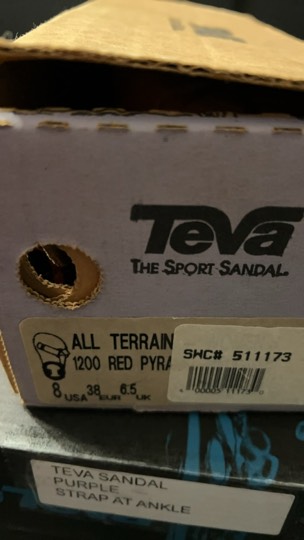 Teva
THE SPORT SANDAL.
ALL TERRAIN
1200 RED PYRA
SWC# 511173
8 USA 38 EUR 6.5 UK
TEVA SANDAL
PURPLE
STRAP AT ANKLE